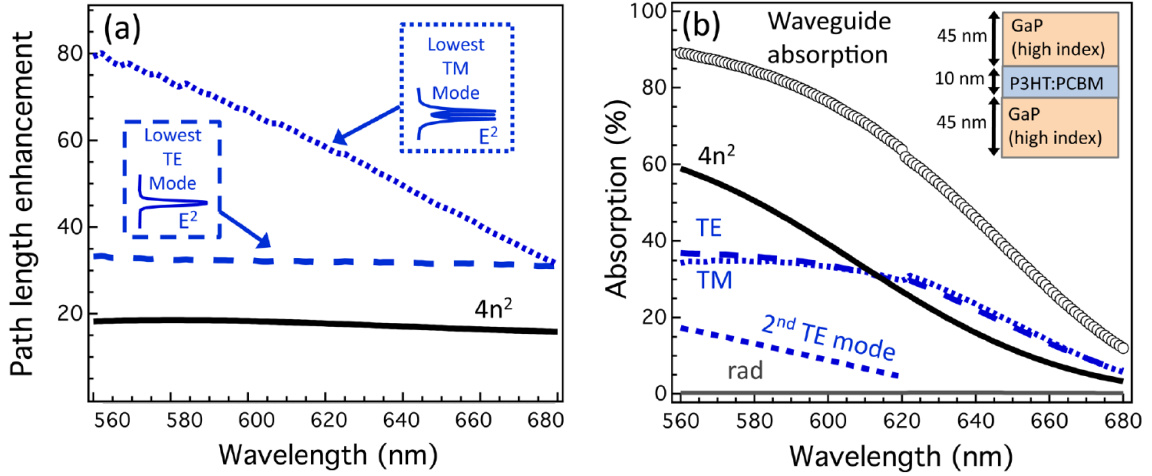 (a)
Path length enhancement
80
60
40
20
Lowest
TM
Mode
E²
Lowest
TE
Mode
E²
4n²
560 580 600 620 640 660 680
Wavelength (nm)
(b)
Waveguide
absorption
Absorption (%)
100
80
60
40
20
0
45 nm
GaP
(high index)
10 nm
P3HT:PCBM
45 nm
GaP
(high index)
4n²
TE
TM
2nd TE mode
rad
560 580 600 620 640 660 680
Wavelength (nm)